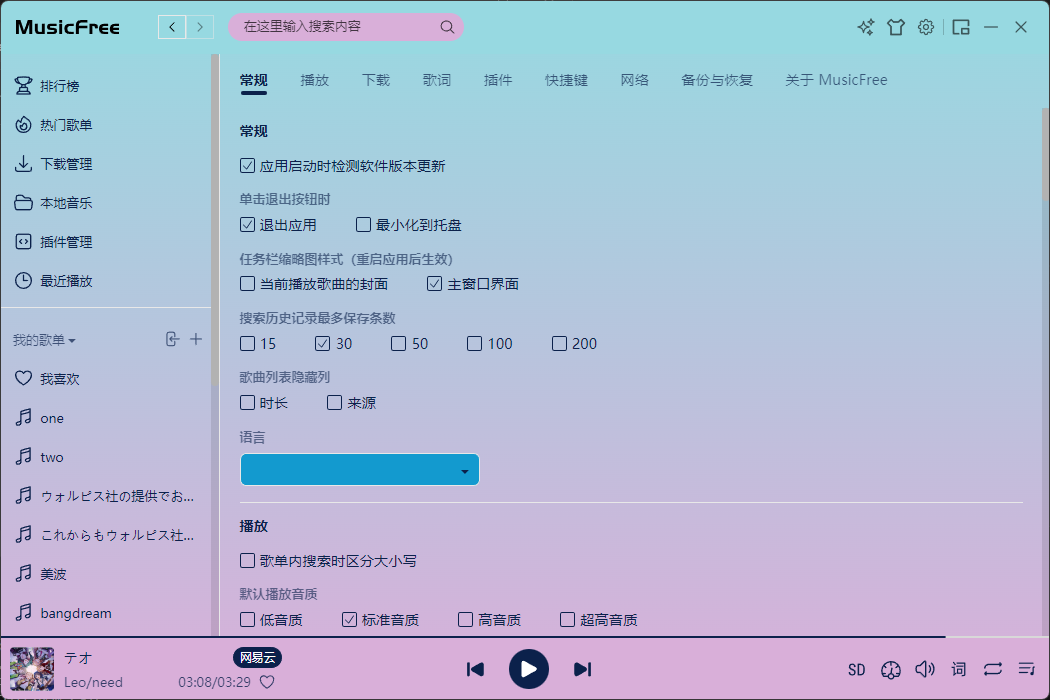 MusicFree
在这里输入搜索内容
排行榜
热门歌单
下载管理
本地音乐
插件管理
最近播放
我的歌单
我喜欢
one
two
ウォルピス社の提供でお...
これからもウォルピス社...
美波
bangdream
常规 播放 下载 歌词 插件 快捷键 网络 备份与恢复 关于 MusicFree
常规
应用启动时检测软件版本更新
单击退出按钮时
退出应用 最小化到托盘
任务栏缩略图样式（重启应用后生效）
当前播放歌曲的封面 主窗口界面
搜索历史记录最多保存条数
15 30 50 100 200
歌曲列表隐藏列
时长 来源
语言
播放
歌单内搜索时区分大小写
默认播放音质
低音质 标准音质 高音质 超高音质
テオ 网易云
Leo/need 03:08/03:29
SD 词